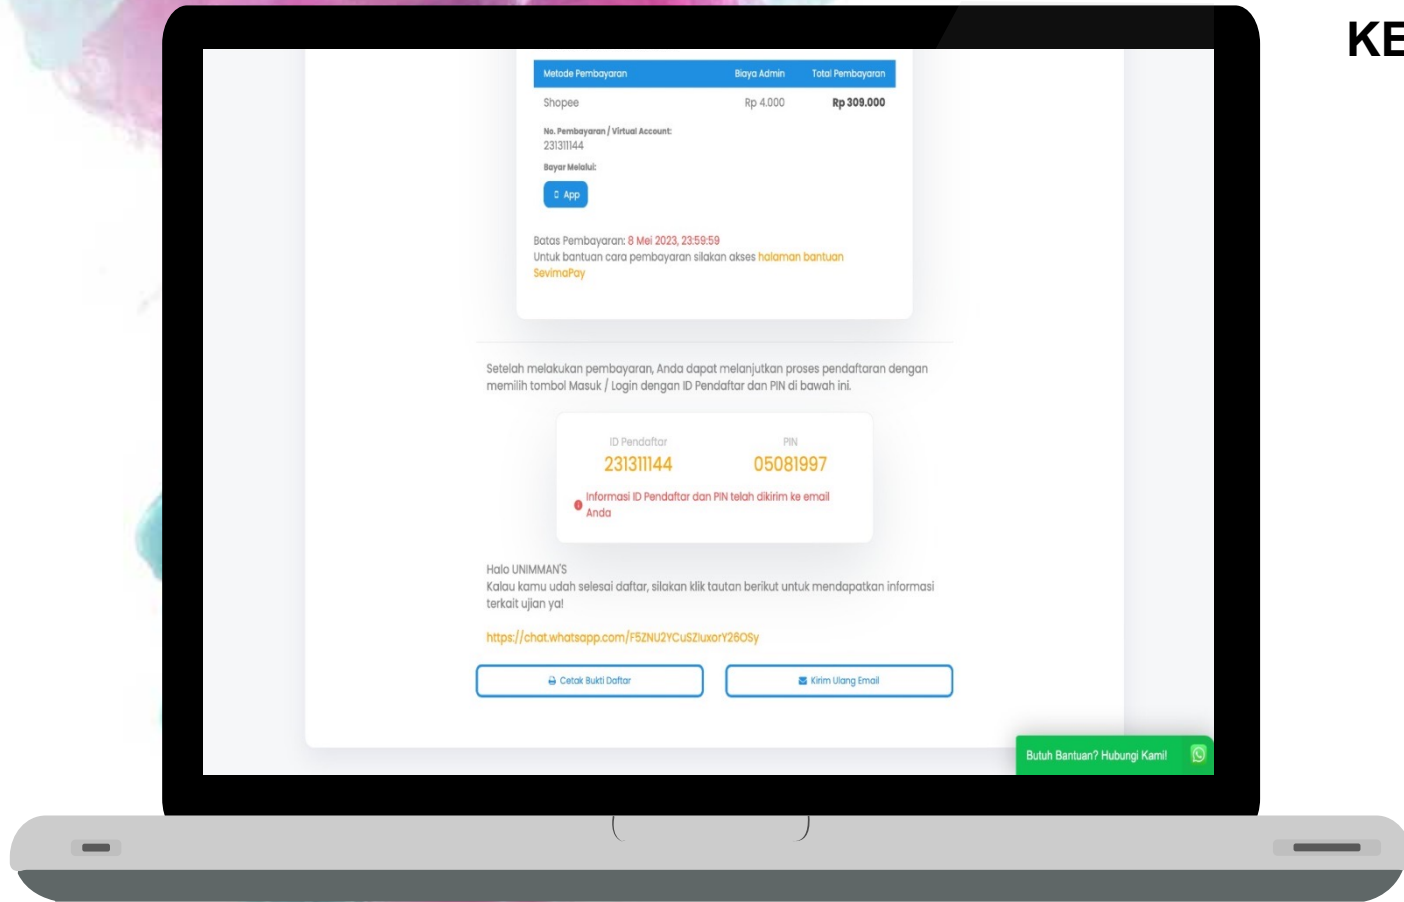 KE
Metode Pembayaran Biaya Admin Total Pembayaran
Shopee Rp 4.000 Rp 309.000
No. Pembayaran / Virtual Account:
231311144
Bayar Melalui:
App
Batas Pembayaran: 8 Mei 2023, 23:59:59
Untuk bantuan cara pembayaran silakan akses halaman bantuan
SevimaPay
Setelah melakukan pembayaran, Anda dapat melanjutkan proses pendaftaran dengan
memilih tombol Masuk / Login dengan ID Pendaftar dan PIN di bawah ini.
ID Pendaftar PIN
231311144 05081997
Informasi ID Pendaftar dan PIN telah dikirim ke email
Anda
Halo UNIMMAN'S
Kalau kamu udah selesai daftar, silakan klik tautan berikut untuk mendapatkan informasi
terkait ujian ya!
https://chat.whatsapp.com/F5ZNU2YCuSZIuxorY26OSy
Cetak Bukti Daftar Kirim Ulang Email
Butuh Bantuan? Hubungi Kami!